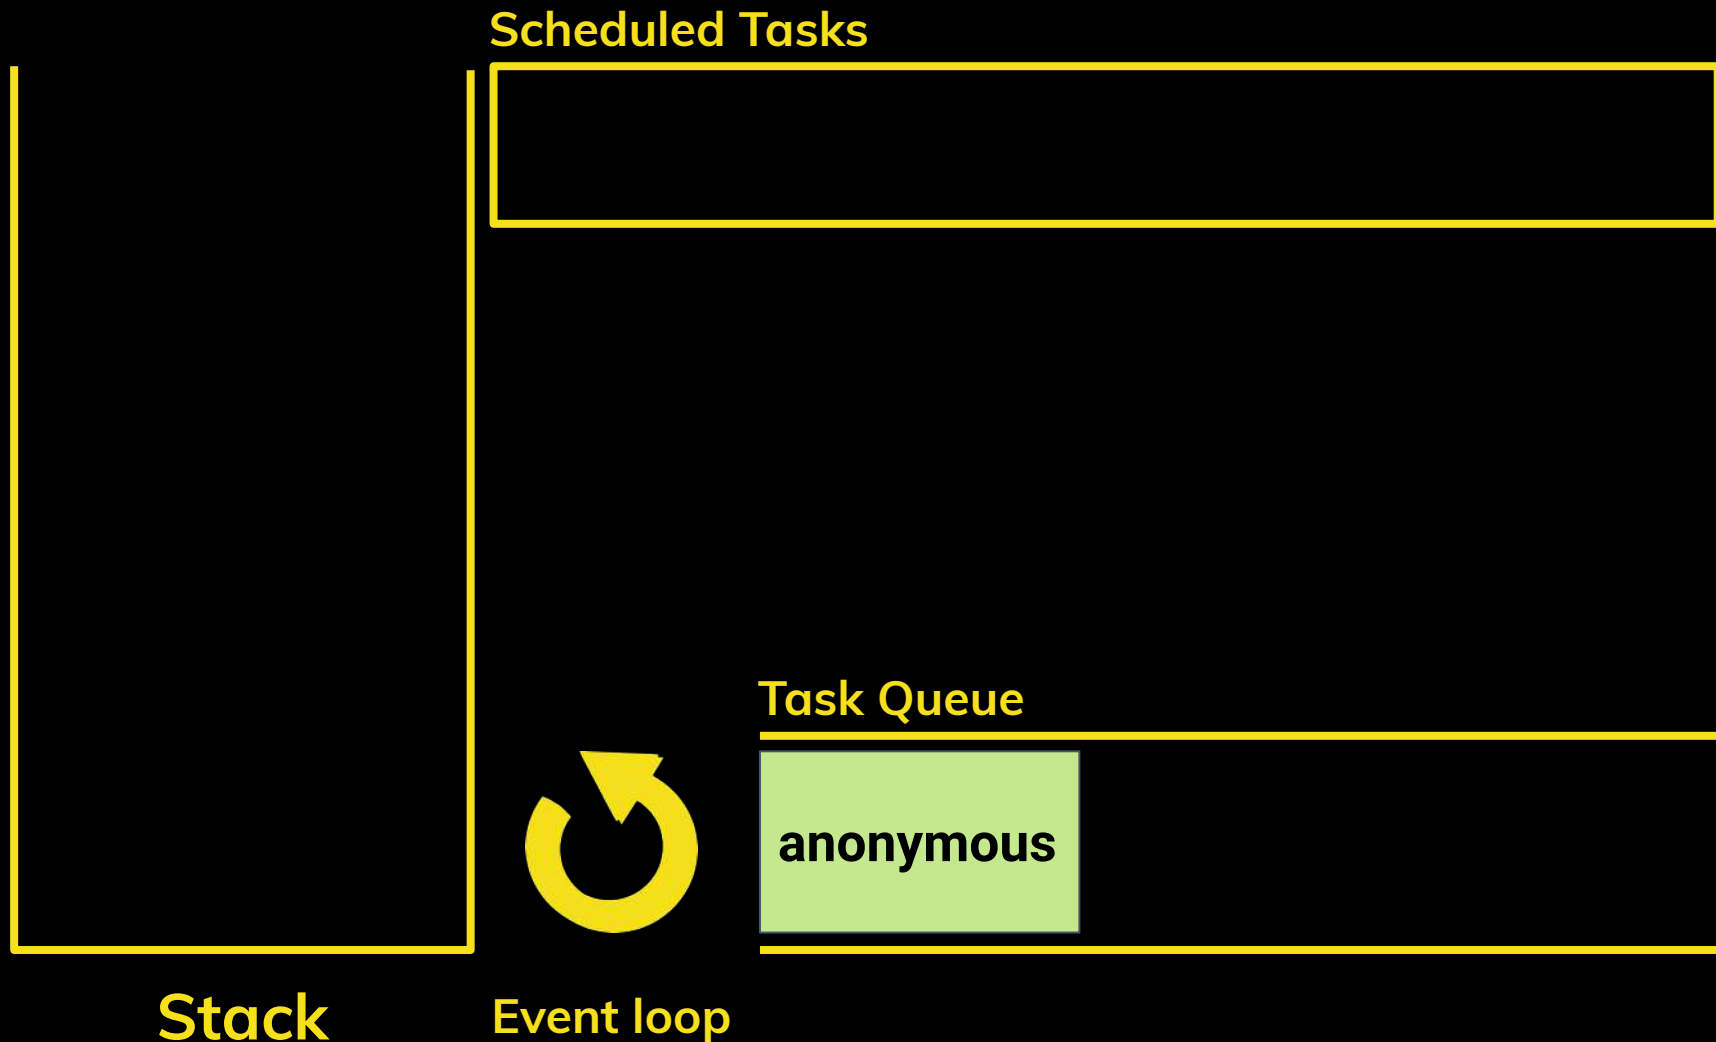 Scheduled Tasks
Task Queue
anonymous
Stack
Event loop